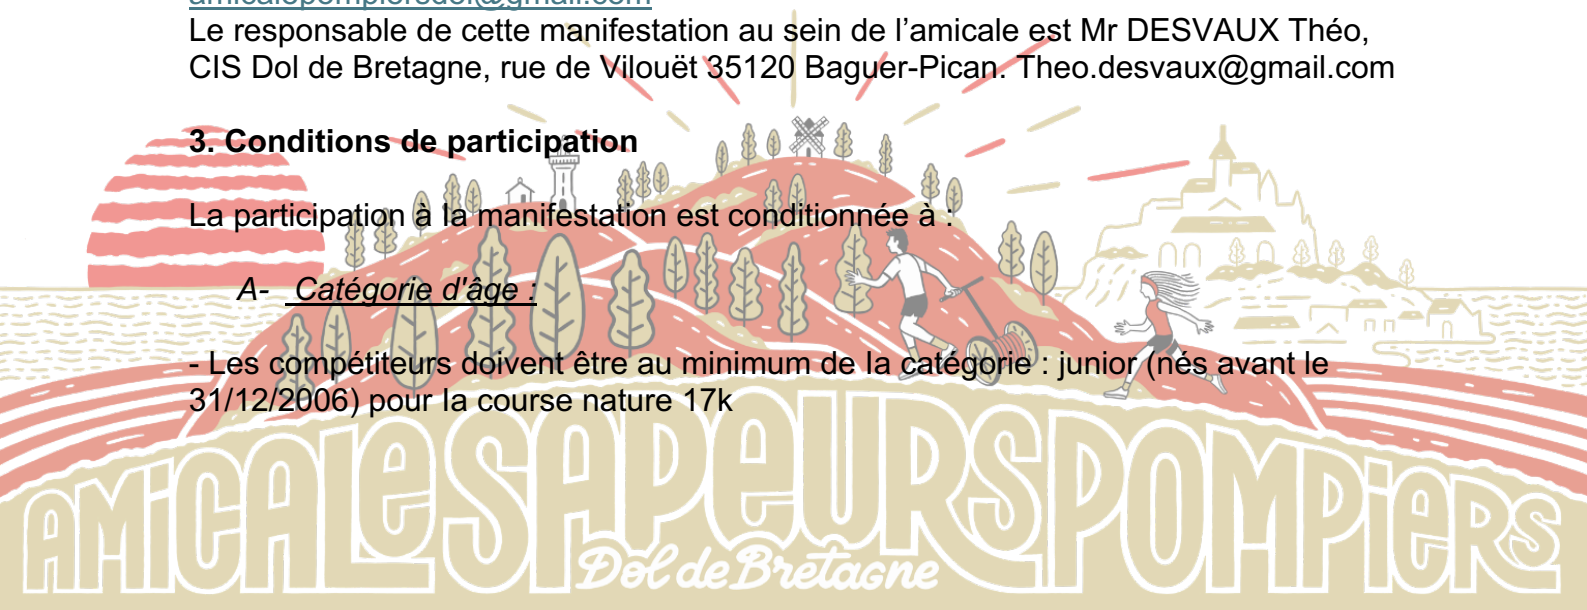 amicalepompiersdol@gmail.com
Le responsable de cette manifestation au sein de l’amicale est Mr DESVAUX Théo,
CIS Dol de Bretagne, rue de Vilouët 35120 Baguer-Pican. Theo.desvaux@gmail.com
3. Conditions de participation
La participation à la manifestation est conditionnée à :
A- Catégorie d'âge :
- Les compétiteurs doivent être au minimum de la catégorie : junior (nés avant le
31/12/2006) pour la course nature 17k
AMiCALe SAPeURS POMPieRS
Dol de Bretagne